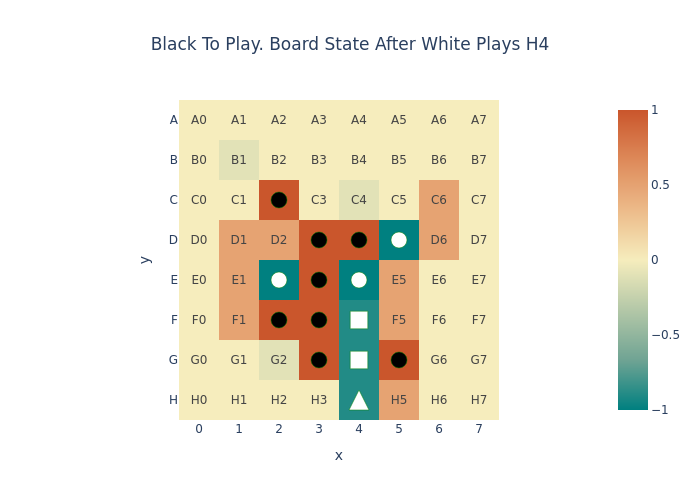 Black To Play. Board State After White Plays H4
A A0 A1 A2 A3 A4 A5 A6 A7
B B0 B1 B2 B3 B4 B5 B6 B7
C C0 C1 C3 C4 C5 C6 C7
D D0 D1 D2 D6 D7
E E0 E1 E5 E6 E7
F F0 F1 F5 F6 F7
G G0 G1 G2 G6 G7
H H0 H1 H2 H3 H5 H6 H7
0 1 2 3 4 5 6 7
x
y
1
0.5
0
−0.5
−1